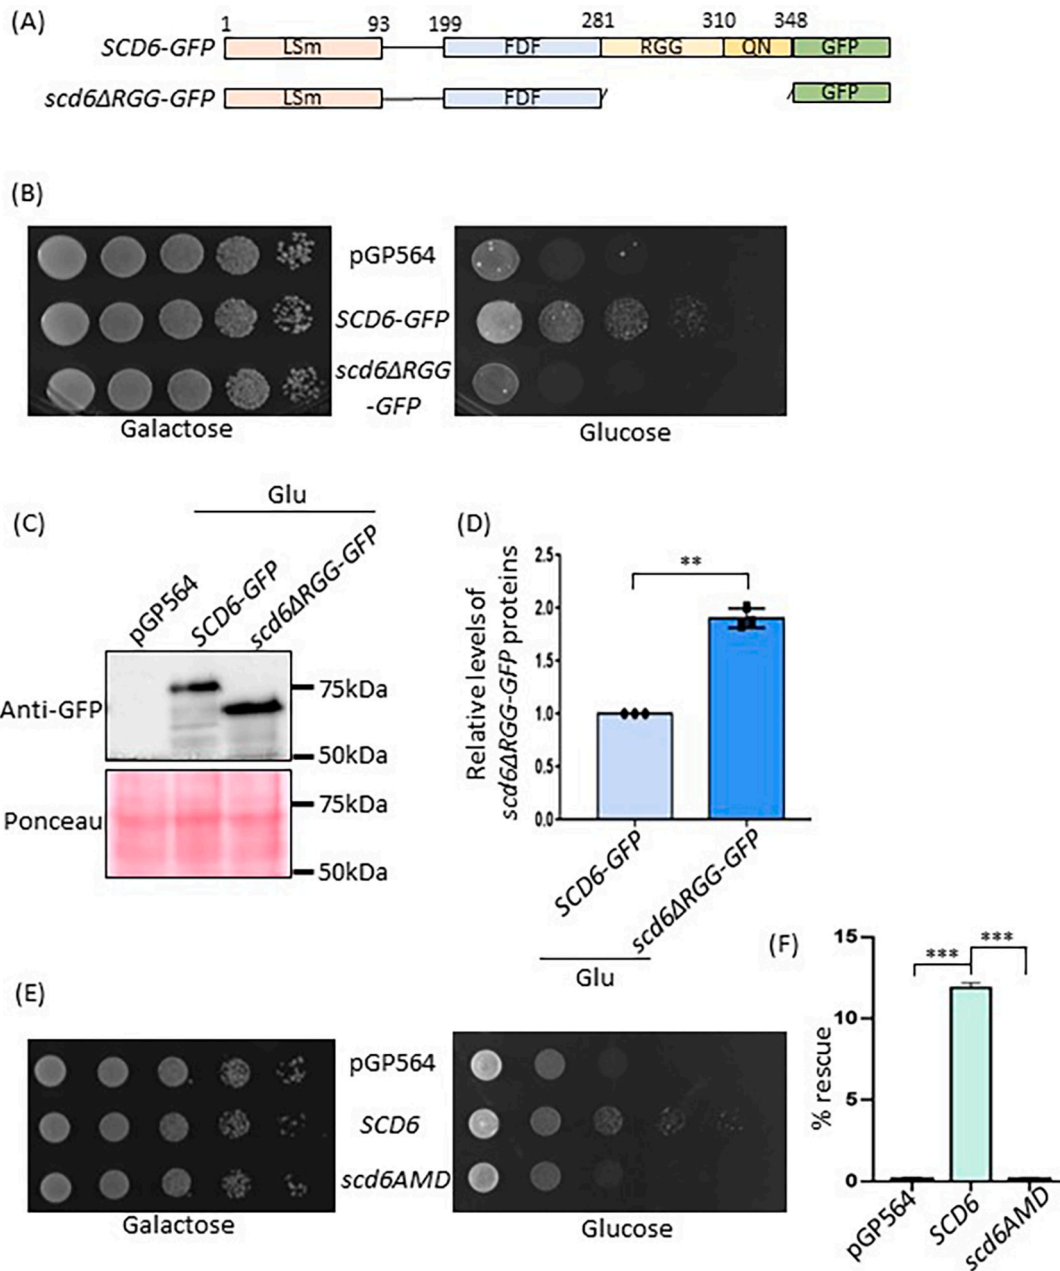 (A)
1 93 199 281 310 348
SCD6-GFP LSm FDF RGG QN GFP
scd6ΔRGG-GFP LSm FDF GFP
(B)
pGP564
SCD6-GFP
scd6ΔRGG
-GFP
Galactose Glucose
(C)
Glu
pGP564 SCD6-GFP scd6ΔRGG-GFP
Anti-GFP
75kDa
50kDa
Ponceau
75kDa
50kDa
(D)
Relative levels of
scd6ΔRGG-GFP proteins
2.5
2.0
1.5
1.0
0.5
0.0
**
SCD6-GFP scd6ΔRGG-GFP
Glu
(E)
pGP564
SCD6
scd6AMD
Galactose Glucose
(F)
% rescue
15
10
5
0
*** ***
pGP564 SCD6 scd6AMD